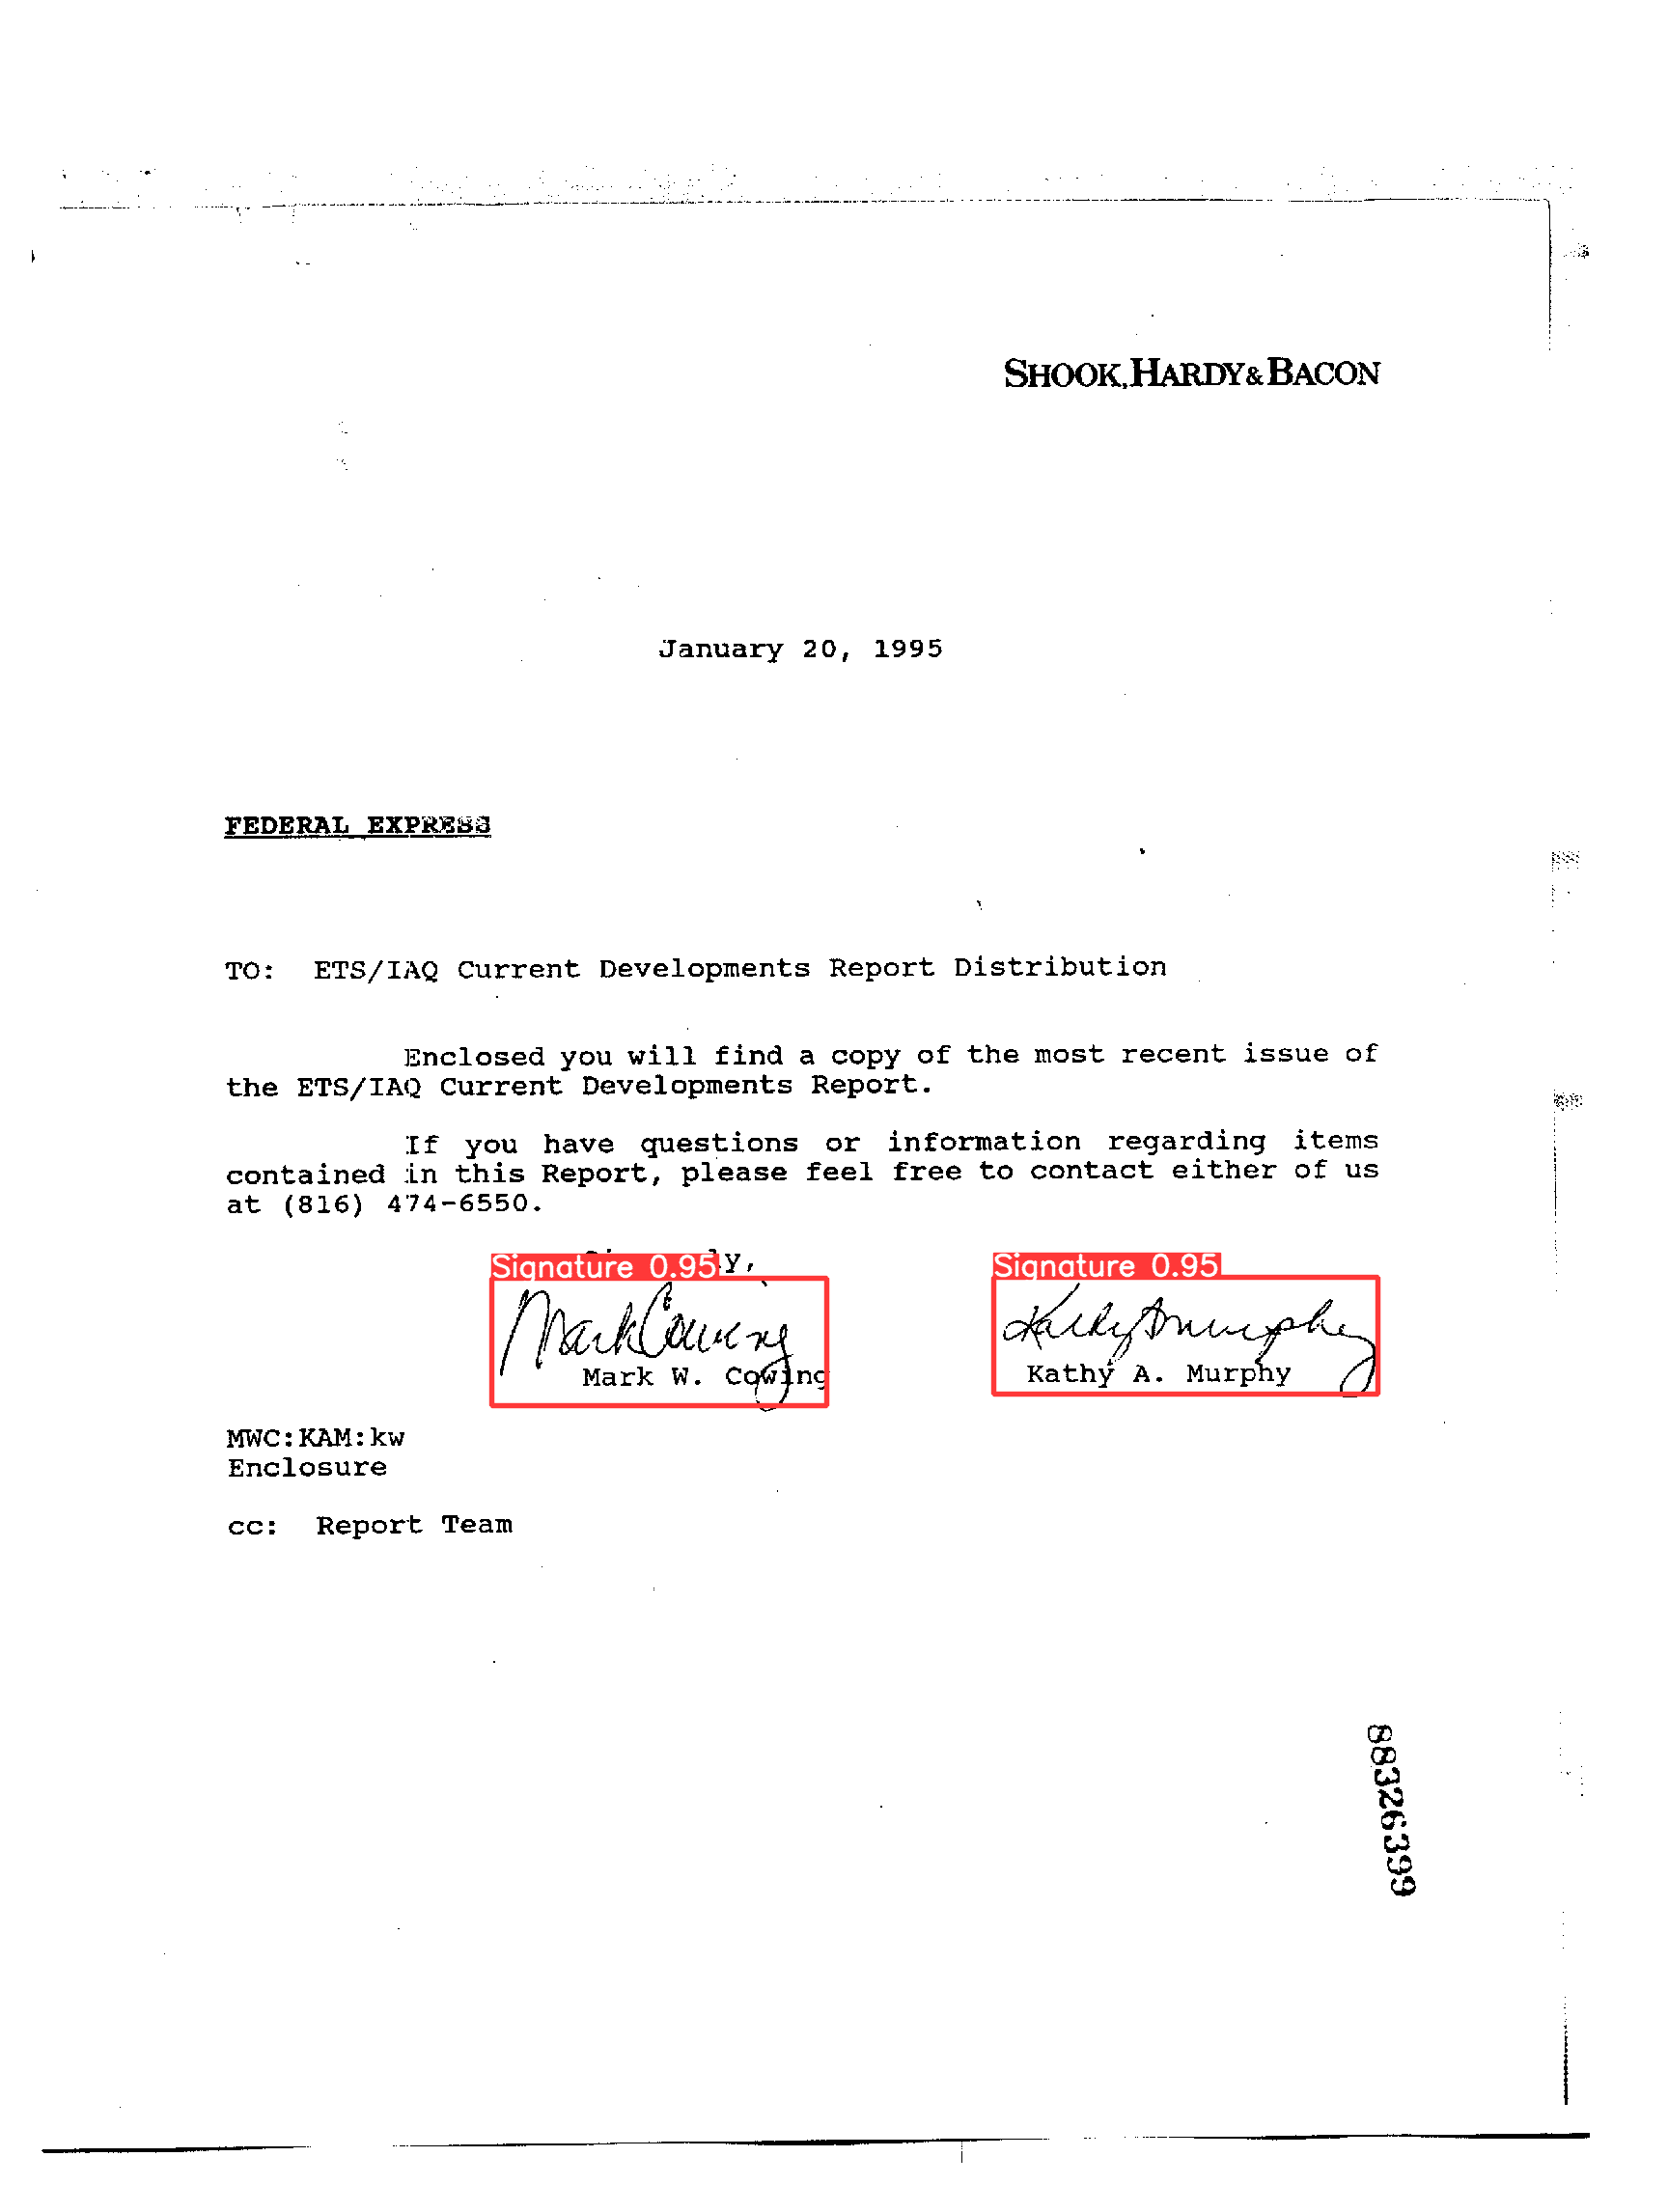 SHOOK, HARDY & BACON
January 20, 1995
FEDERAL EXPRESS
TO: ETS/IAQ Current Developments Report Distribution
Enclosed you will find a copy of the most recent issue of
the ETS/IAQ Current Developments Report.
If you have questions or information regarding items
contained in this Report, please feel free to contact either of us
at (816) 474-6550.
y,
Signature 0.95 Signature 0.95
Mark Cowing Kathy A Murphy
Mark W. Cowing Kathy A. Murphy
MWC:KAM:kw
Enclosure
cc: Report Team
88326399